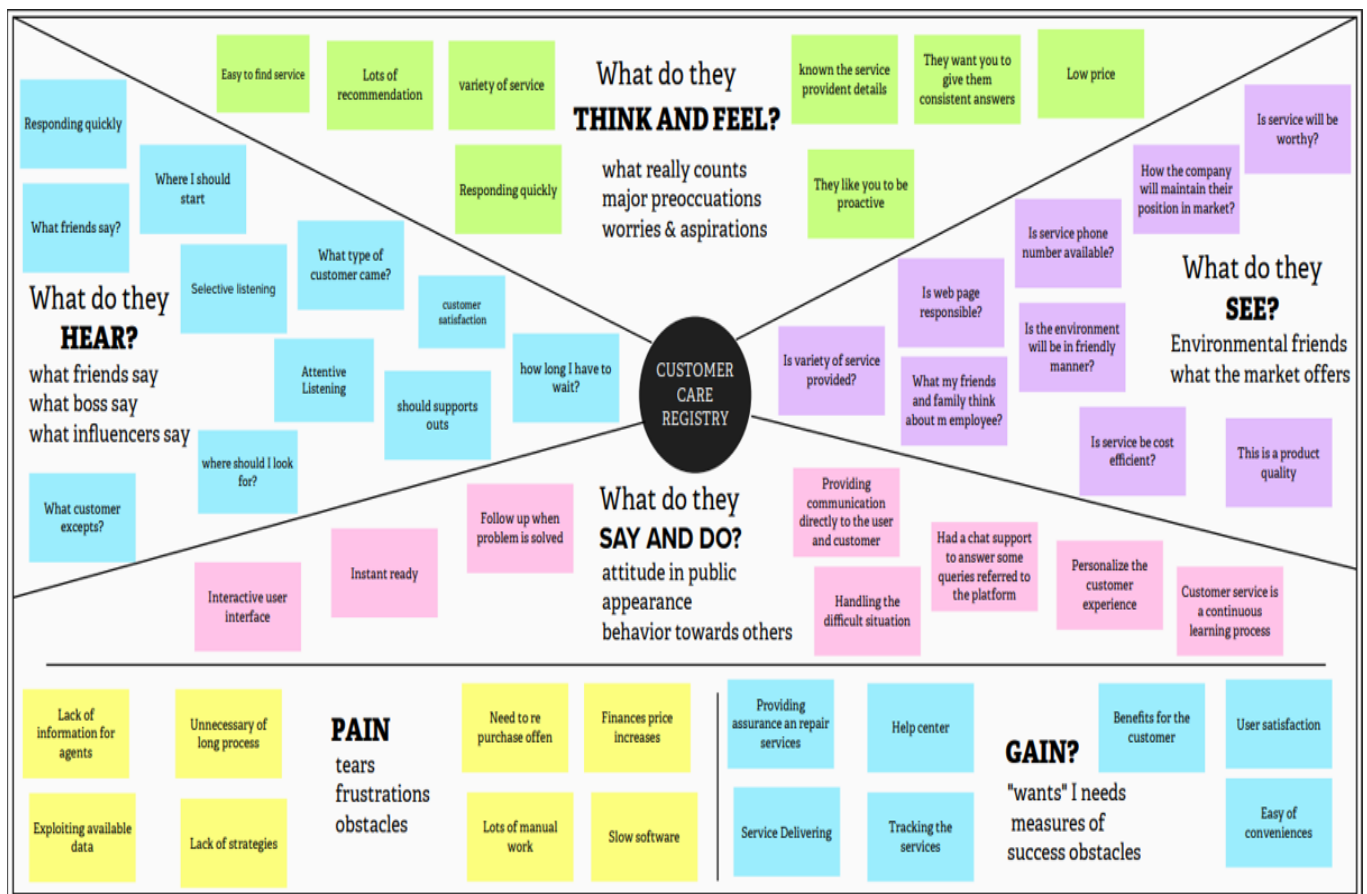 Easy to find service
Lots of
recommendation
variety of service
Responding quickly
What do they
THINK AND FEEL?
what really counts
major preoccuations
worries & aspirations
known the service
provident details
They want you to
give them
consistent answers
Low price
They like you to be
proactive
Responding quickly
Where I should
start
What friends say?
Selective listening
What type of
customer came?
customer
satisfaction
What do they
HEAR?
what friends say
what boss say
what influencers say
Attentive
Listening
should supports
outs
how long I have to
wait?
where should I look
for?
What customer
excepts?
CUSTOMER
CARE
REGISTRY
Is service will be
worthy?
How the company
will maintain their
position in market?
Is service phone
number available?
Is web page
responsible?
Is the environment
will be in friendly
manner?
Is variety of service
provided?
What my friends
and family think
about m employee?
What do they
SEE?
Environmental friends
what the market offers
Is service be cost
efficient?
This is a product
quality
Interactive user
interface
Instant ready
Follow up when
problem is solved
What do they
SAY AND DO?
attitude in public
appearance
behavior towards others
Providing
communication
directly to the user
and customer
Handling the
difficult situation
Had a chat support
to answer some
queries referred to
the platform
Personalize the
customer
experience
Customer service is
a continuous
learning process
Lack of
information for
agents
Unnecessary of
long process
Exploiting available
data
Lack of strategies
PAIN
tears
frustrations
obstacles
Need to re
purchase offen
Finances price
increases
Lots of manual
work
Slow software
Providing
assurance an repair
services
Help center
Service Delivering
Tracking the
services
GAIN?
"wants" I needs
measures of
success obstacles
Benefits for the
customer
User satisfaction
Easy of
conveniences